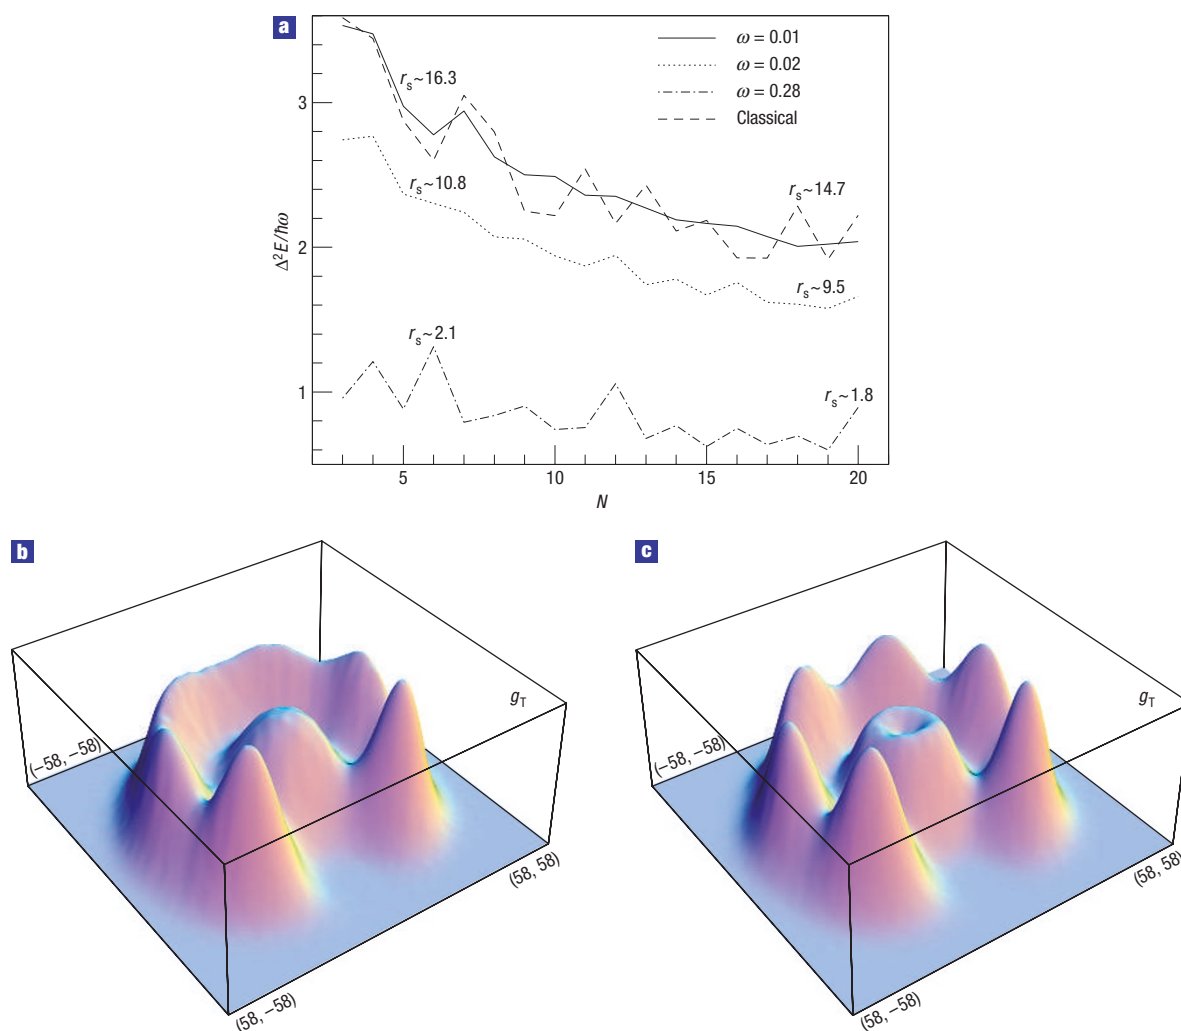 a
ω = 0.01
ω = 0.02
ω = 0.28
Classical
r_s~16.3
r_s~10.8
r_s~2.1
r_s~14.7
r_s~9.5
r_s~1.8
3
2
1
Δ²E/ħω
5
10
15
20
N
b
g_T
(–58, –58)
(58, 58)
(58, –58)
c
g_T
(–58, –58)
(58, 58)
(58, –58)